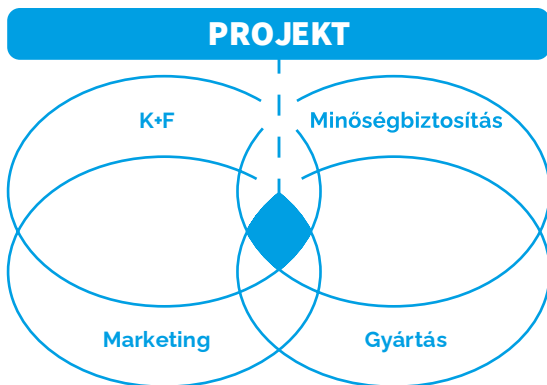 PROJEKT
K+F
Minőségbiztosítás
Marketing
Gyártás